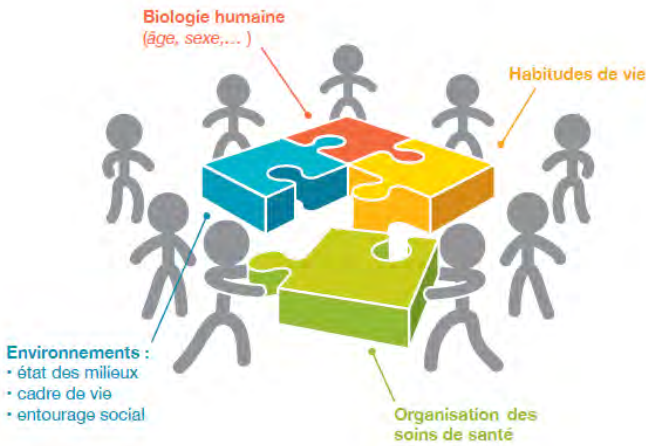 Biologie humaine
(âge, sexe,... )
Habitudes de vie
Environnements :
• état des milieux
• cadre de vie
• entourage social
Organisation des
soins de santé